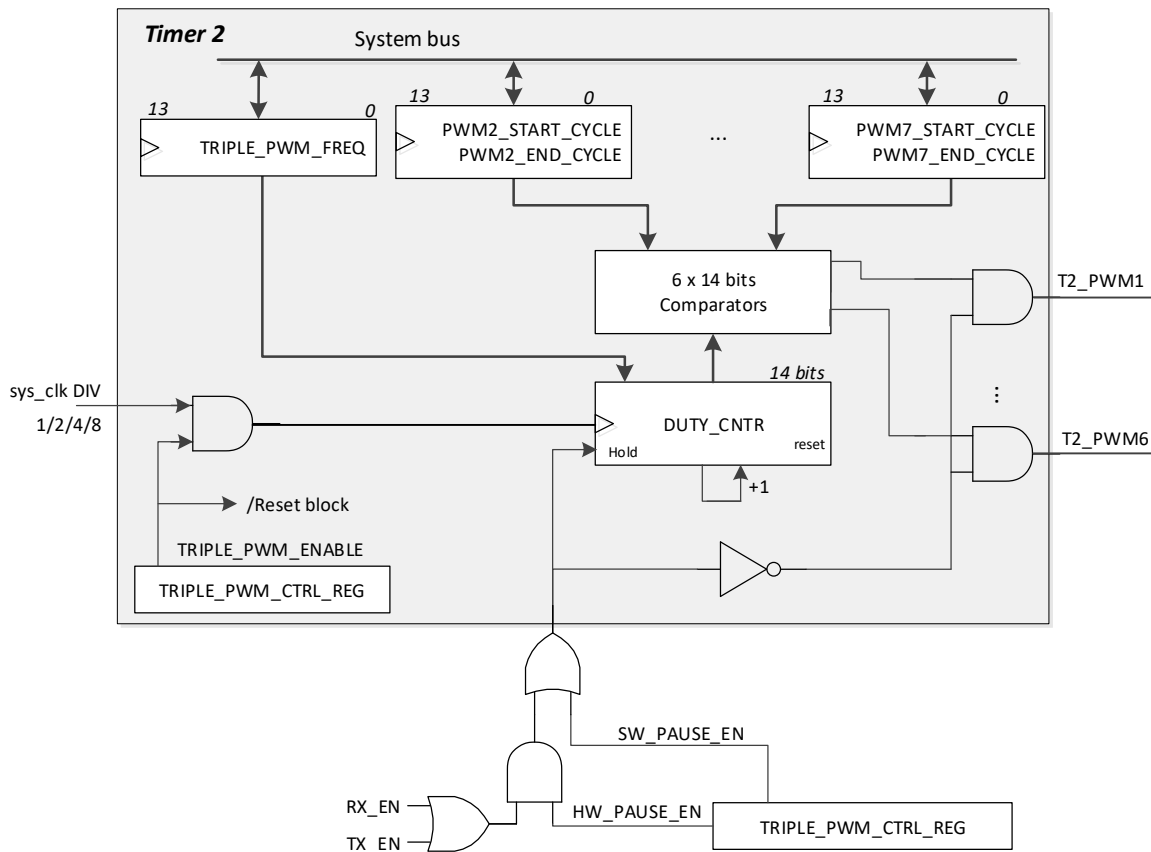 Timer 2
System bus
13
0
TRIPLE_PWM_FREQ
13
0
PWM2_START_CYCLE
PWM2_END_CYCLE
...
13
0
PWM7_START_CYCLE
PWM7_END_CYCLE
6 x 14 bits
Comparators
T2_PWM1
...
T2_PWM6
sys_clk DIV
1/2/4/8
14 bits
DUTY_CNTR
Hold
reset
+1
/Reset block
TRIPLE_PWM_ENABLE
TRIPLE_PWM_CTRL_REG
SW_PAUSE_EN
RX_EN
TX_EN
HW_PAUSE_EN
TRIPLE_PWM_CTRL_REG